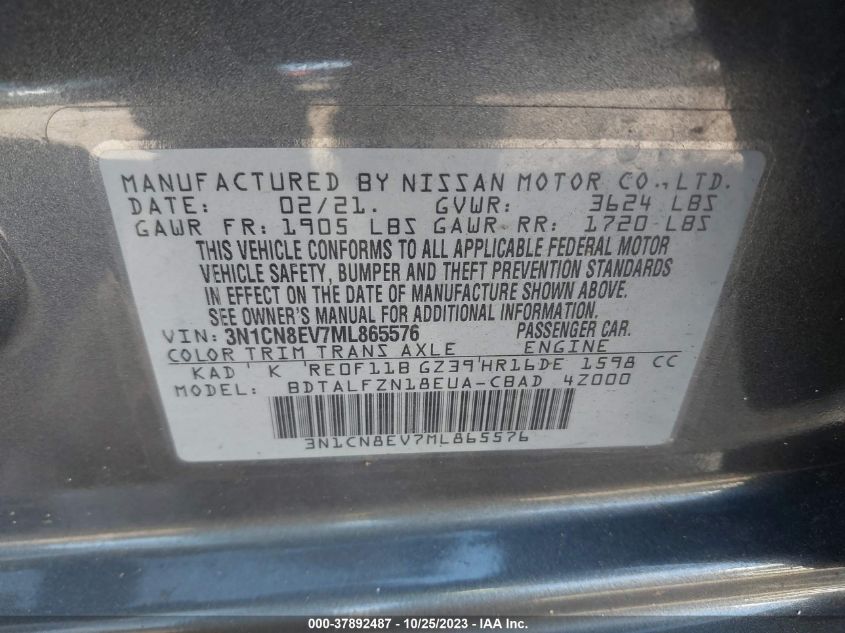 MANUFACTURED BY NISSAN MOTOR CO., LTD.
DATE: 02/21. GVWR: 3624 LBS
GAWR FR: 1905 LBS GAWR RR: 1720 LBS
THIS VEHICLE CONFORMS TO ALL APPLICABLE FEDERAL MOTOR
VEHICLE SAFETY, BUMPER AND THEFT PREVENTION STANDARDS
IN EFFECT ON THE DATE OF MANUFACTURE SHOWN ABOVE.
SEE OWNER'S MANUAL FOR ADDITIONAL INFORMATION
VIN: 3N1CN8EV7ML865576 PASSENGER CAR.
COLOR TRIM TRANS AXLE ENGINE
KAD K RE0F11B GZ39 HR16DE 1598 CC
MODEL: BDTALFZN18EUA-CBAD 4Z000
3N1CN8EV7ML865576
000-37892487 - 10/25/2023 - IAA Inc.